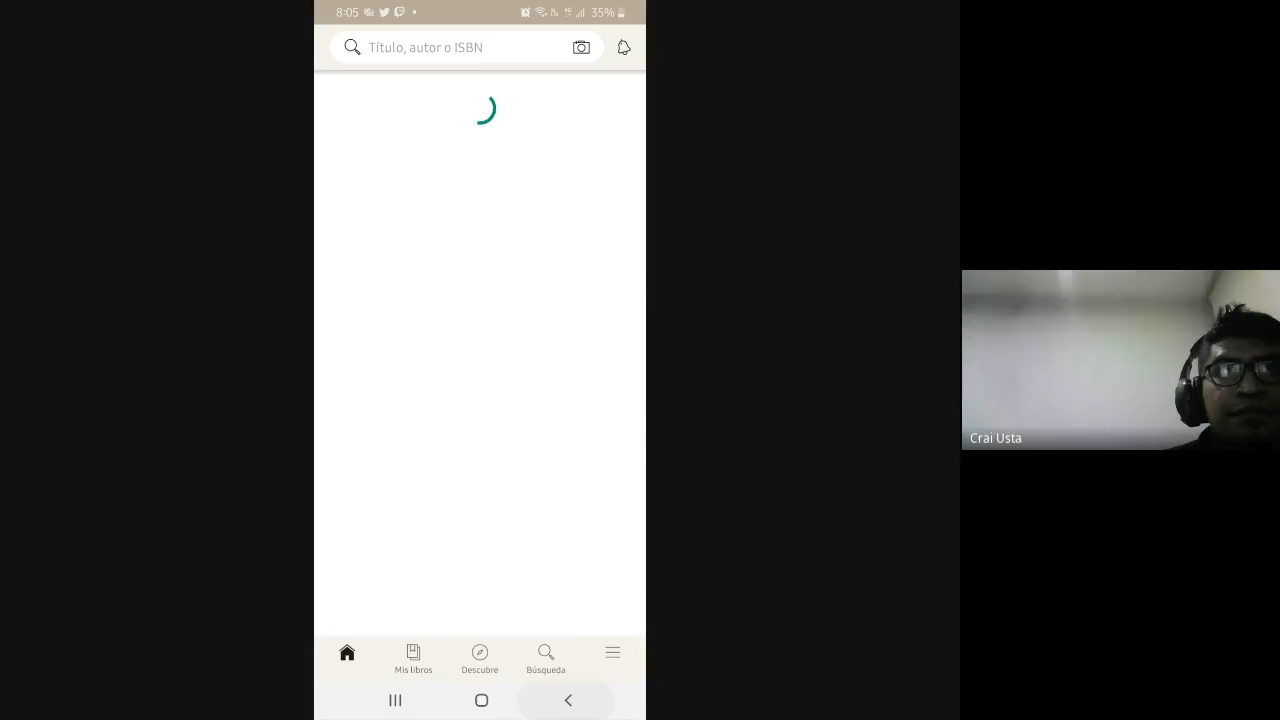 8:05
35%
Título, autor o ISBN
Crai Usta
Mis libros
Descubre
Búsqueda